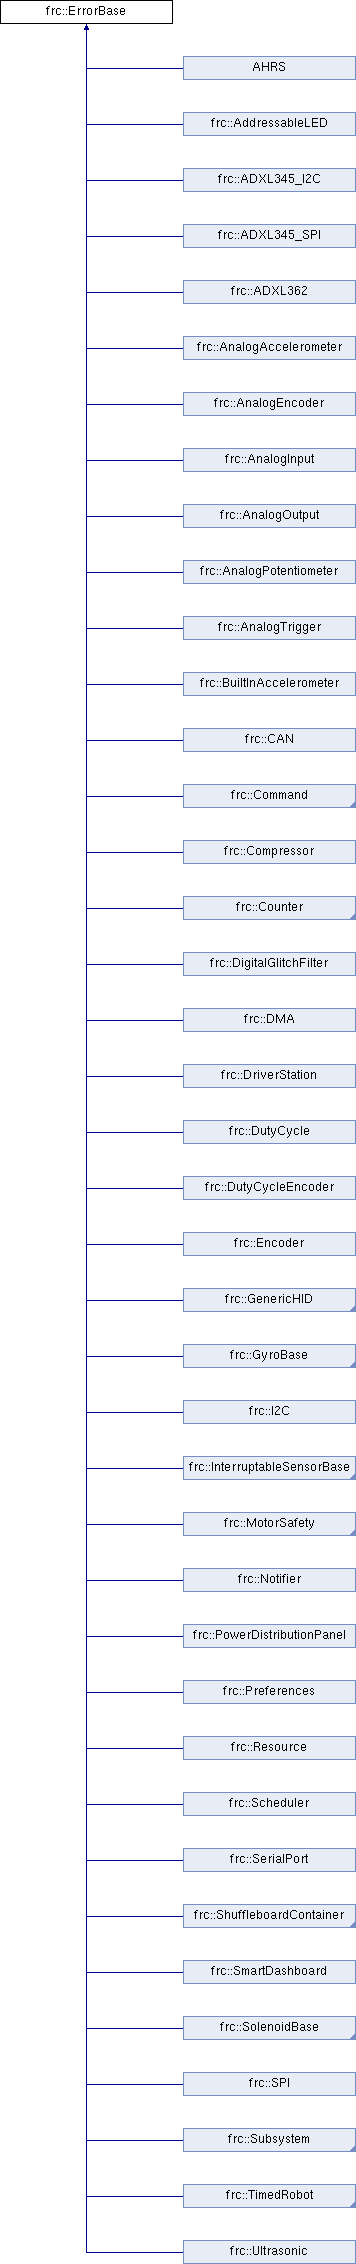 frc::ErrorBase
AHRS
frc::AddressableLED
frc::ADXL345_I2C
frc::ADXL345_SPI
frc::ADXL362
frc::AnalogAccelerometer
frc::AnalogEncoder
frc::AnalogInput
frc::AnalogOutput
frc::AnalogPotentiometer
frc::AnalogTrigger
frc::BuiltInAccelerometer
frc::CAN
frc::Command
frc::Compressor
frc::Counter
frc::DigitalGlitchFilter
frc::DMA
frc::DriverStation
frc::DutyCycle
frc::DutyCycleEncoder
frc::Encoder
frc::GenericHID
frc::GyroBase
frc::I2C
frc::InterruptableSensorBase
frc::MotorSafety
frc::Notifier
frc::PowerDistributionPanel
frc::Preferences
frc::Resource
frc::Scheduler
frc::SerialPort
frc::ShuffleboardContainer
frc::SmartDashboard
frc::SolenoidBase
frc::SPI
frc::Subsystem
frc::TimedRobot
frc::Ultrasonic